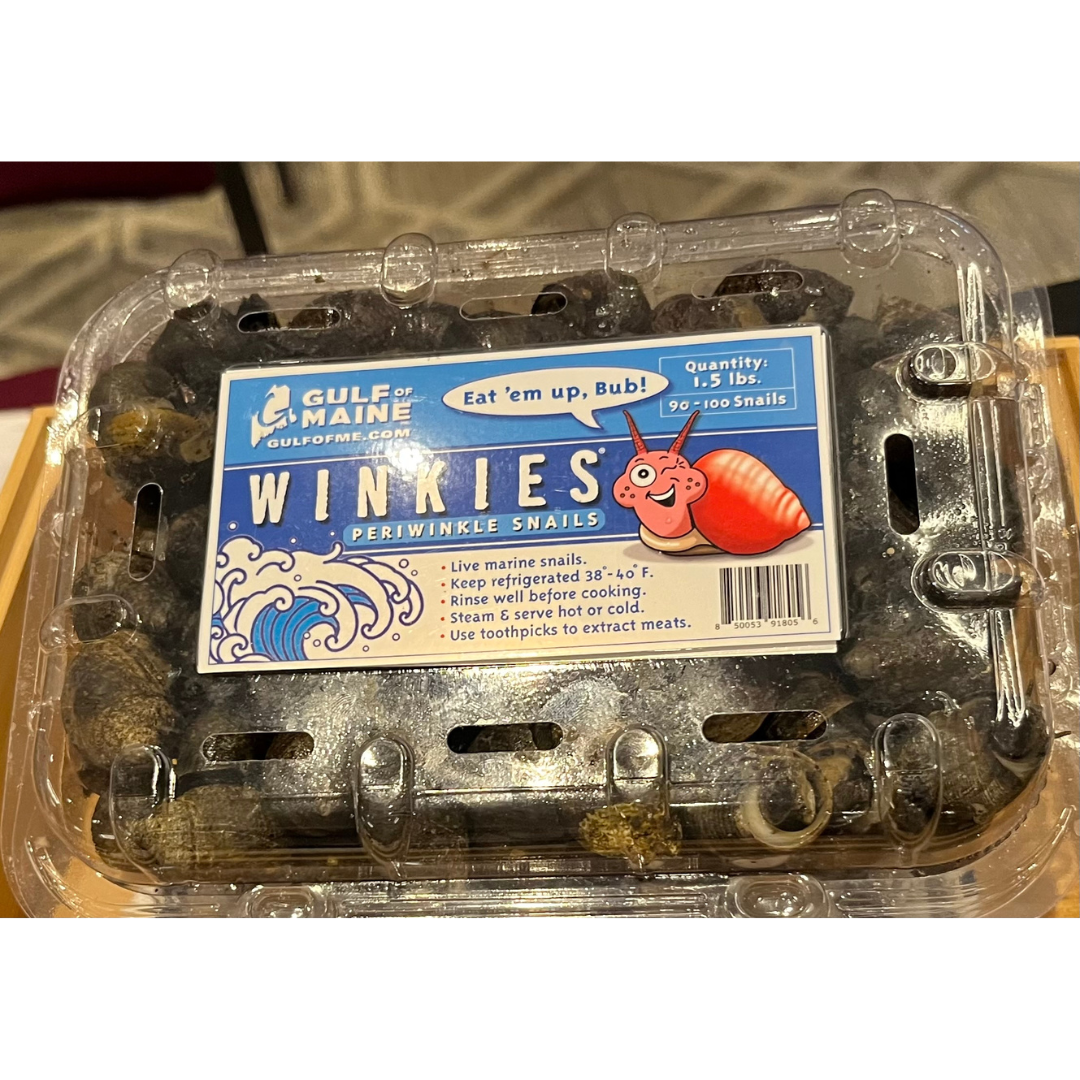 GULF OF
MAINE
GULFOFME.COM
Eat 'em up, Bub!
Quantity:
1.5 lbs.
90 - 100 Snails
WINKIES®
PERIWINKLE SNAILS
• Live marine snails.
• Keep refrigerated 38°-40° F.
• Rinse well before cooking.
• Steam & serve hot or cold.
• Use toothpicks to extract meats.
8 50053 91805 6